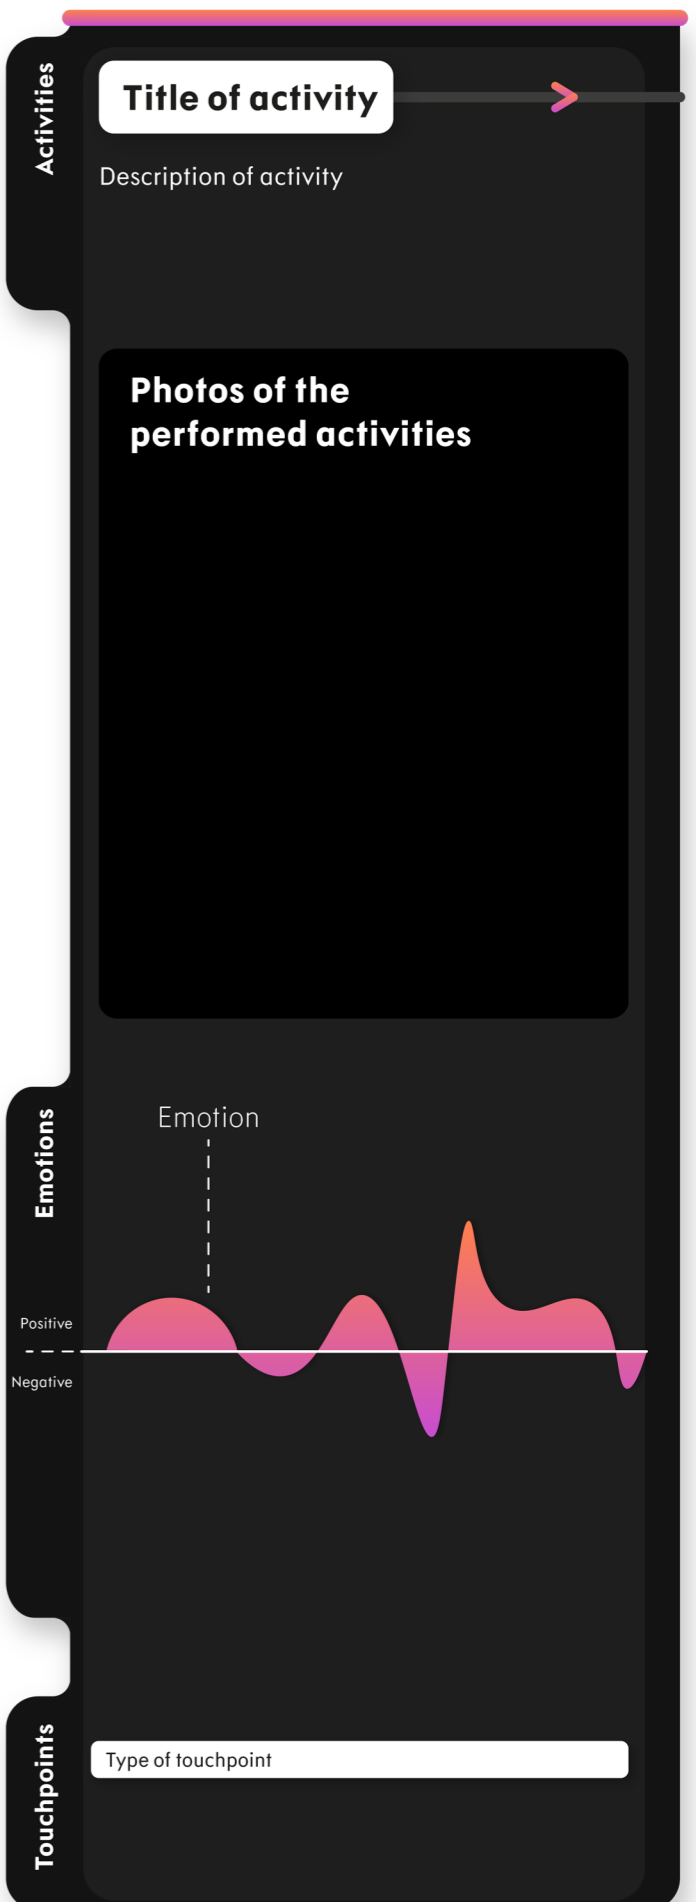 Activities
Title of activity
Description of activity
Photos of the
performed activities
Emotions
Emotion
Positive
Negative
Touchpoints
Type of touchpoint